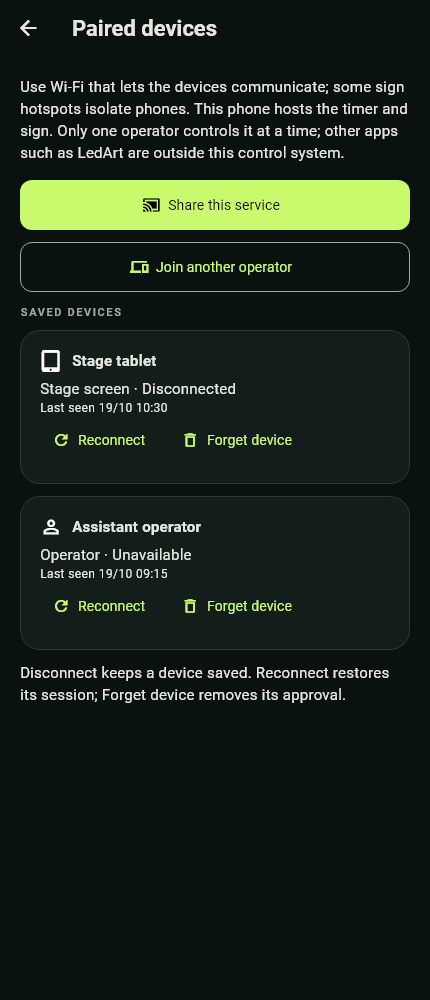 Paired devices
Use Wi-Fi that lets the devices communicate; some sign
hotspots isolate phones. This phone hosts the timer and
sign. Only one operator controls it at a time; other apps
such as LedArt are outside this control system.
Share this service
Join another operator
SAVED DEVICES
Stage tablet
Stage screen · Disconnected
Last seen 19/10 10:30
Reconnect Forget device
Assistant operator
Operator · Unavailable
Last seen 19/10 09:15
Reconnect Forget device
Disconnect keeps a device saved. Reconnect restores
its session; Forget device removes its approval.